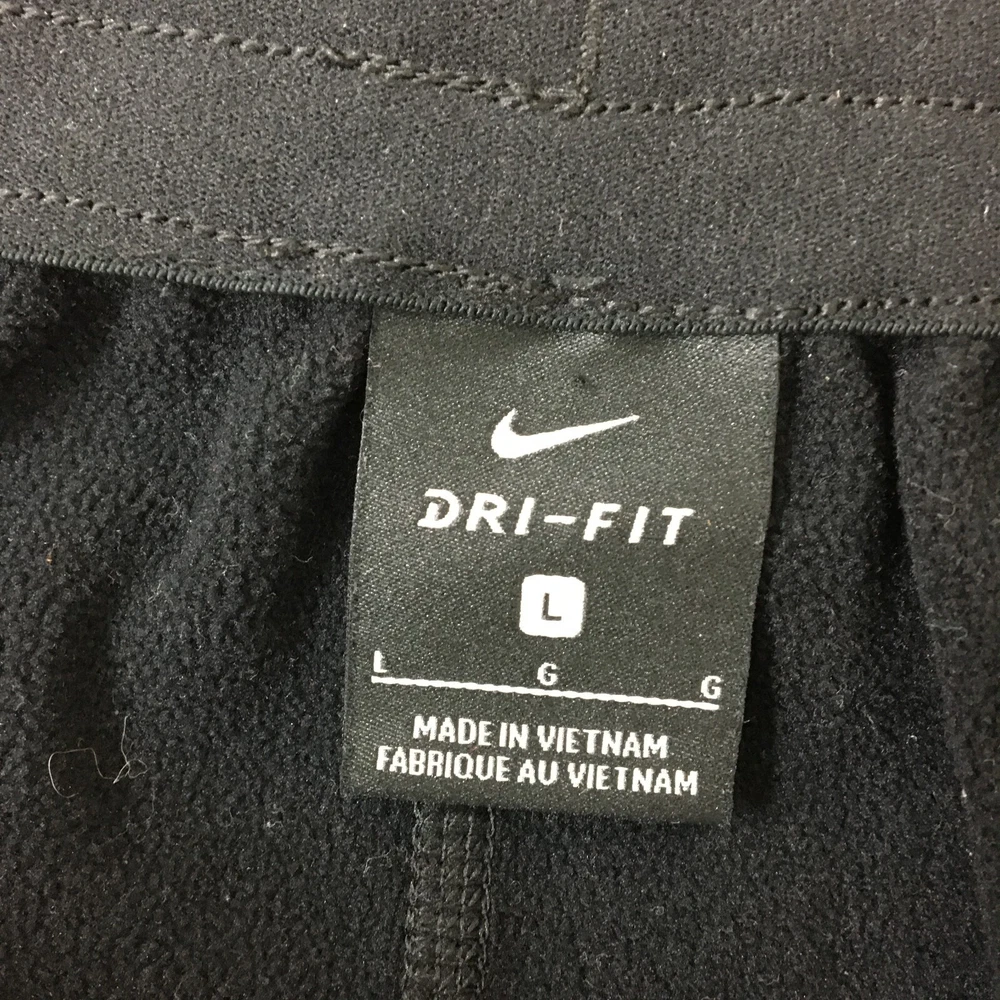 DRI-FIT
L
L G G
MADE IN VIETNAM
FABRIQUE AU VIETNAM